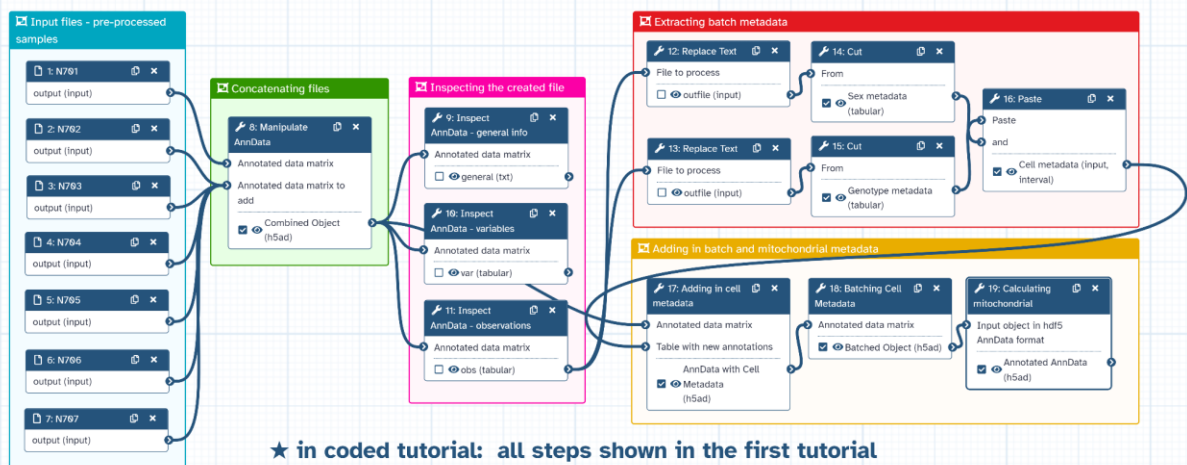 Input files - pre-processed
samples
1: N701
output (input)
2: N702
output (input)
3: N703
output (input)
4: N704
output (input)
5: N705
output (input)
6: N706
output (input)
7: N707
output (input)
Concatenating files
8: Manipulate
AnnData
Annotated data matrix
Annotated data matrix to
add
Combined Object
(h5ad)
Inspecting the created file
9: Inspect
AnnData - general info
Annotated data matrix
general (txt)
10: Inspect
AnnData - variables
Annotated data matrix
var (tabular)
11: Inspect
AnnData - observations
Annotated data matrix
obs (tabular)
Extracting batch metadata
12: Replace Text
File to process
outfile (input)
13: Replace Text
File to process
outfile (input)
14: Cut
From
Sex metadata
(tabular)
15: Cut
From
Genotype metadata
(tabular)
16: Paste
Paste
and
Cell metadata (input,
interval)
Adding in batch and mitochondrial metadata
17: Adding in cell
metadata
Annotated data matrix
Table with new annotations
AnnData with Cell
Metadata
(h5ad)
18: Batching Cell
Metadata
Annotated data matrix
Batched Object (h5ad)
19: Calculating
mitochondrial
Input object in hdf5
AnnData format
Annotated AnnData
(h5ad)
★ in coded tutorial: all steps shown in the first tutorial